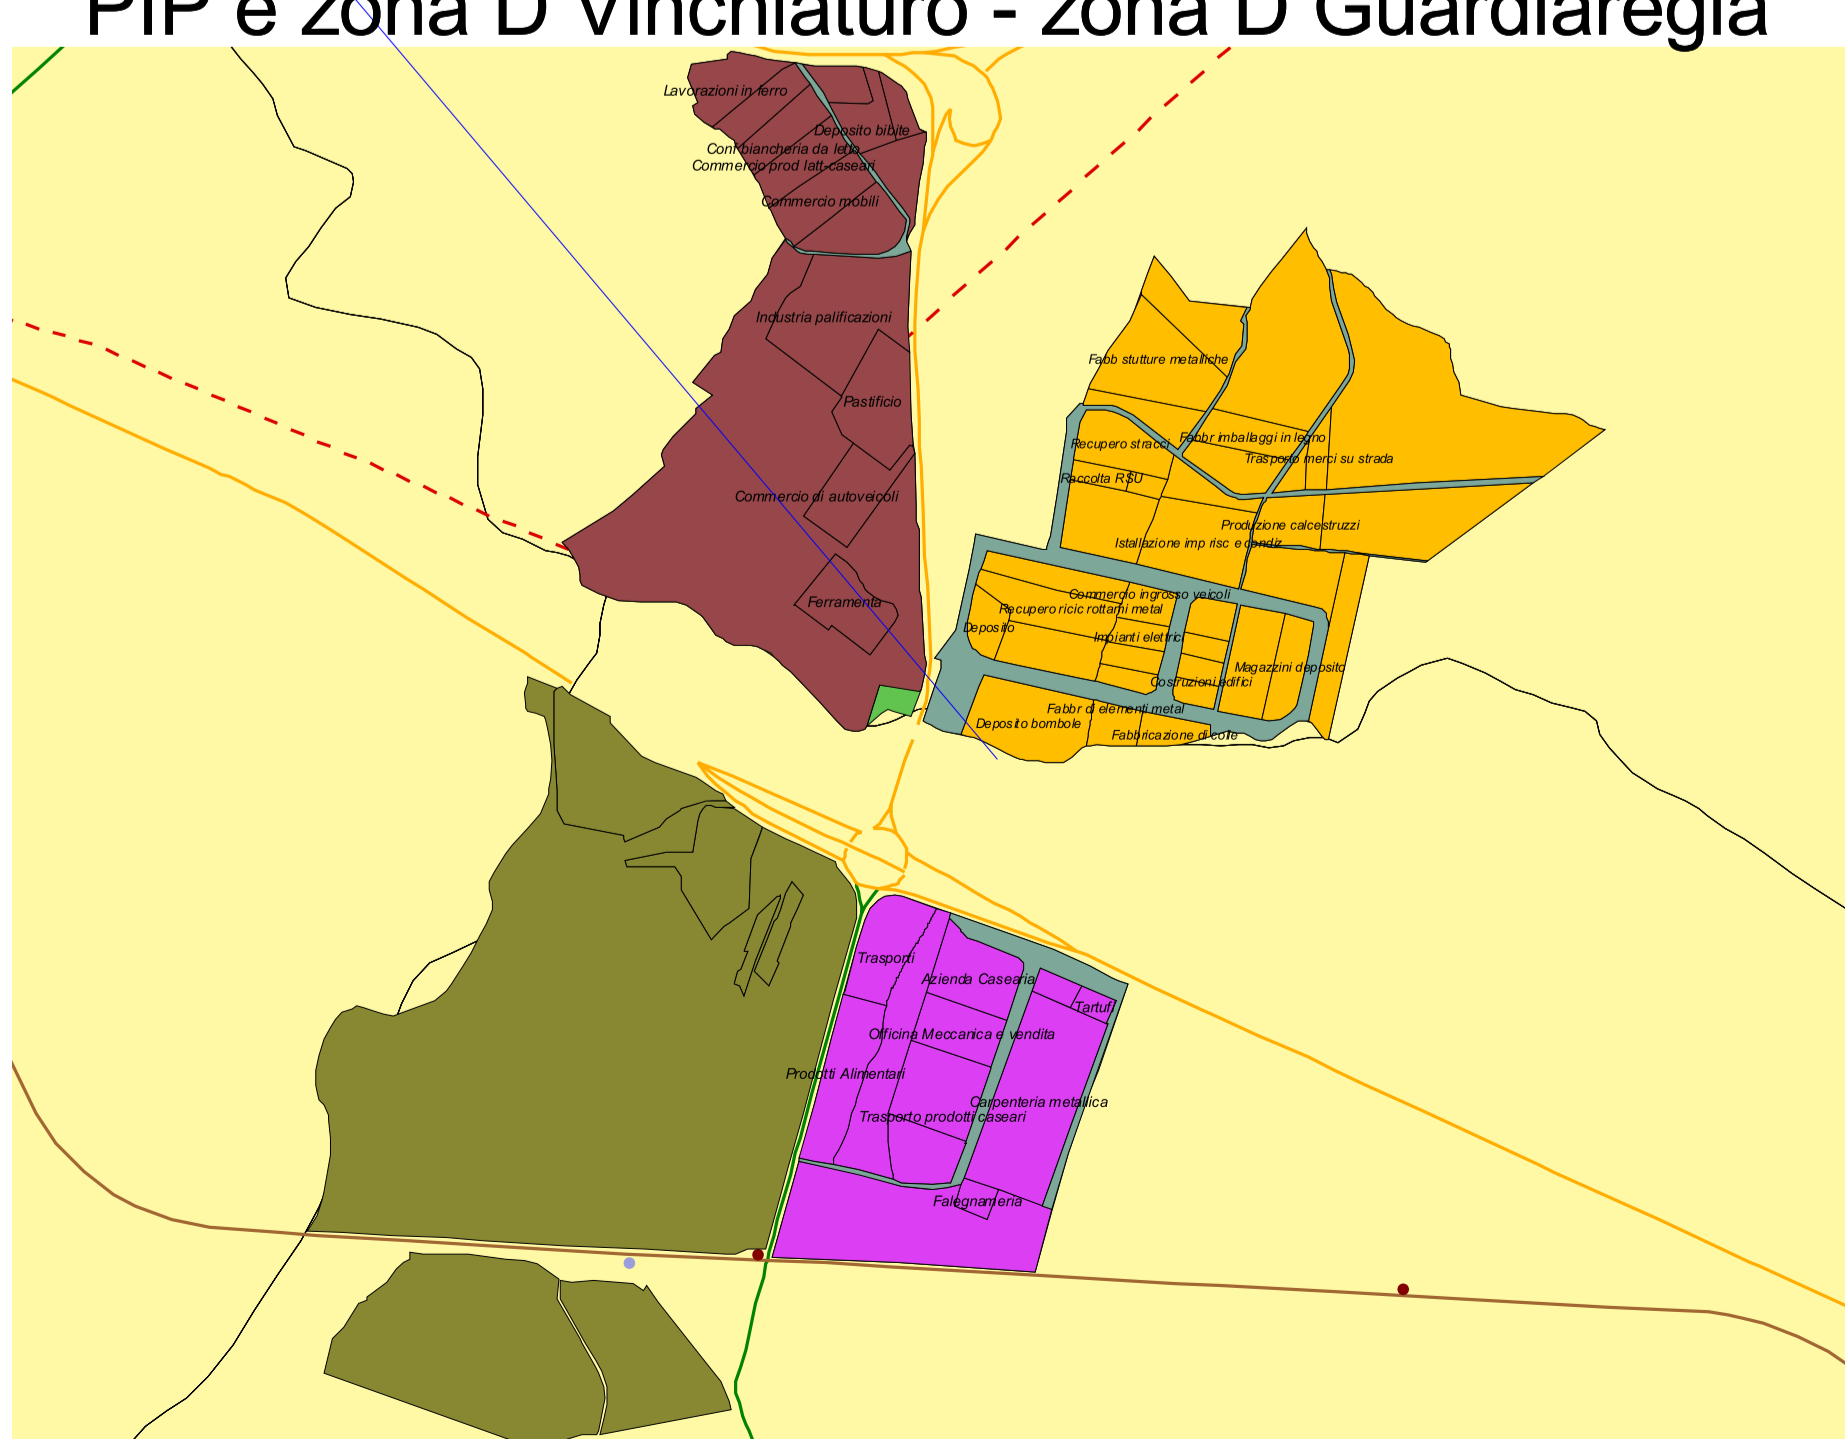 PIP e zona D Vinchiaturo - zona D Guardiaregia
Lavorazioni in ferro
Deposito bibite
Conf biancheria da letto
Commercio prod latt-caseari
Commercio mobili
Industria palificazioni
Pastificio
Commercio di autoveicoli
Ferramenta
Fabb stutture metalliche
Fabbr imballaggi in legno
Recupero stracci
Trasporto merci su strada
Raccolta RSU
Produzione calcestruzzi
Istallazione imp risc e condiz
Commercio ingrosso veicoli
Recupero ricic rottami metal
Deposito
Impianti elettrici
Magazzini deposito
Costruzioni edifici
Fabbr di elementi metal
Deposito bombole
Fabbricazione di colle
Trasporti
Azienda Casearia
Tartufi
Officina Meccanica e vendita
Prodotti Alimentari
Carpenteria metallica
Trasporto prodotti caseari
Falegnameria